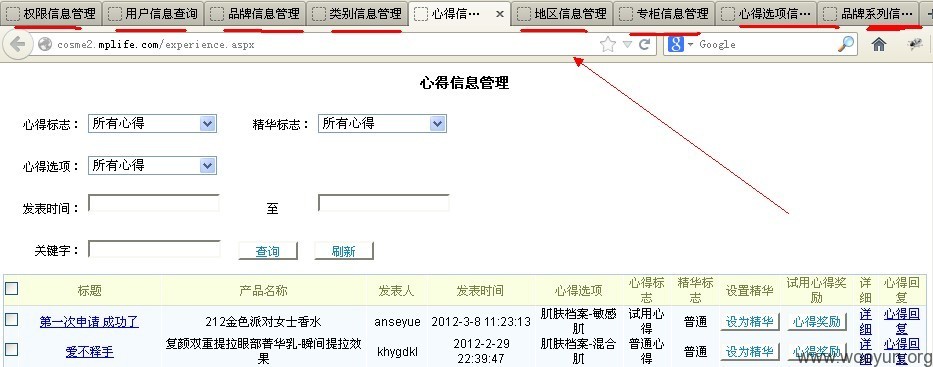 权限信息管理 用户信息查询 品牌信息管理 类别信息管理 心得信… 地区信息管理 专柜信息管理 心得选项信… 品牌系列信…
cosme2.mplife.com/experience.aspx Google
心得信息管理
心得标志： 所有心得 精华标志： 所有心得
心得选项： 所有心得
发表时间： 至
关键字： 查询 刷新
标题 产品名称 发表人 发表时间 心得选项 心得标志 精华标志 设置精华 试用心得奖励 详细 心得回复
第一次申请 成功了 212金色派对女士香水 anseyue 2012-3-8 11:23:13 肌肤档案-敏感肌 试用心得 普通 设为精华 心得奖励 详细 心得回复
爱不释手 复颜双重提拉眼部菁华乳-瞬间提拉效果 khygdkl 2012-2-29 22:39:47 肌肤档案-混合肌 普通心得 普通 设为精华 心得奖励 详细 心得回复
www.wooyun.org